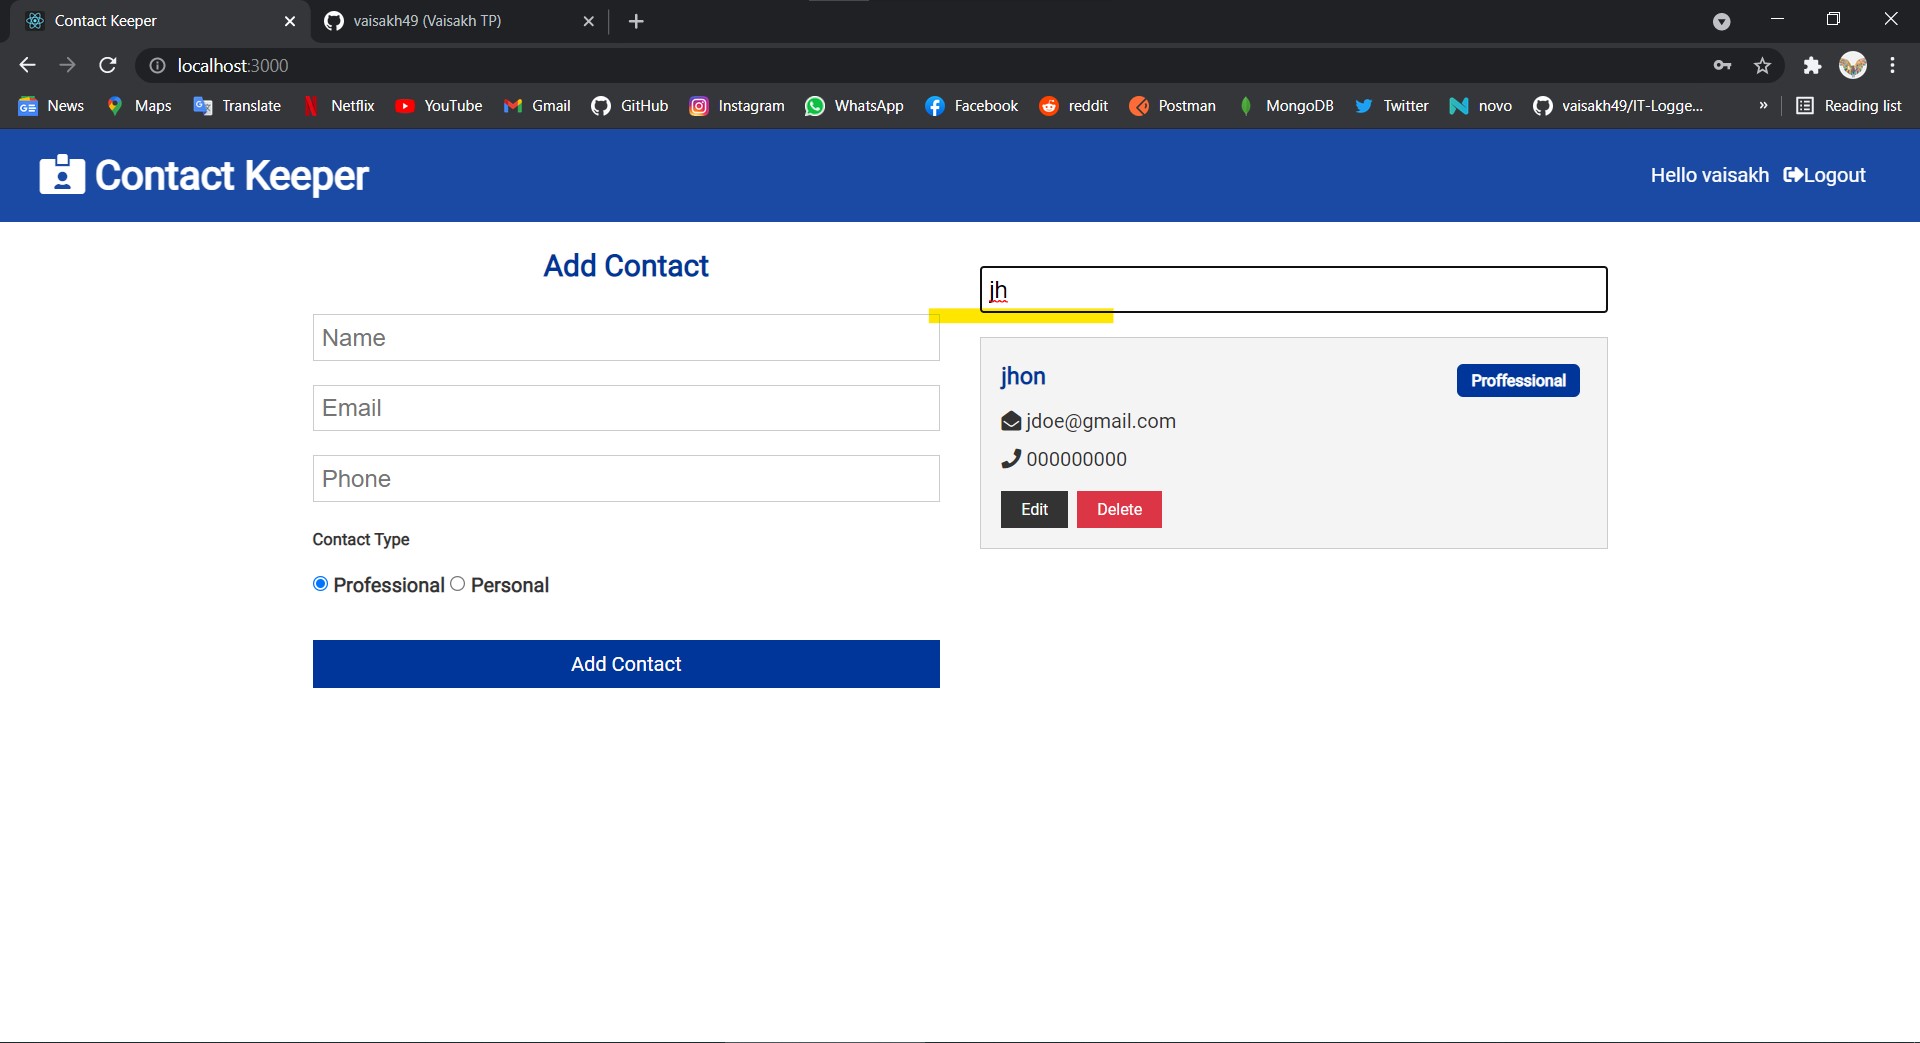 Contact Keeper
vaisakh49 (Vaisakh TP)
localhost:3000
News Maps Translate Netflix YouTube Gmail GitHub Instagram WhatsApp Facebook reddit Postman MongoDB Twitter novo vaisakh49/IT-Logge... » Reading list
Contact Keeper
Hello vaisakh Logout
Add Contact
Name
Email
Phone
Contact Type
Professional Personal
Add Contact
jh
jhon
Proffessional
jdoe@gmail.com
000000000
Edit Delete